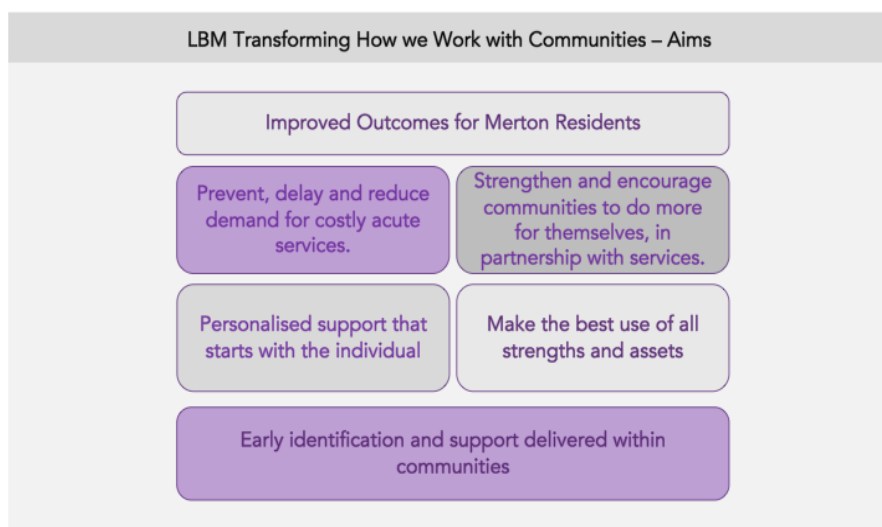 LBM Transforming How we Work with Communities – Aims
Improved Outcomes for Merton Residents
Prevent, delay and reduce
demand for costly acute
services.
Strengthen and encourage
communities to do more
for themselves, in
partnership with services.
Personalised support that
starts with the individual
Make the best use of all
strengths and assets
Early identification and support delivered within
communities